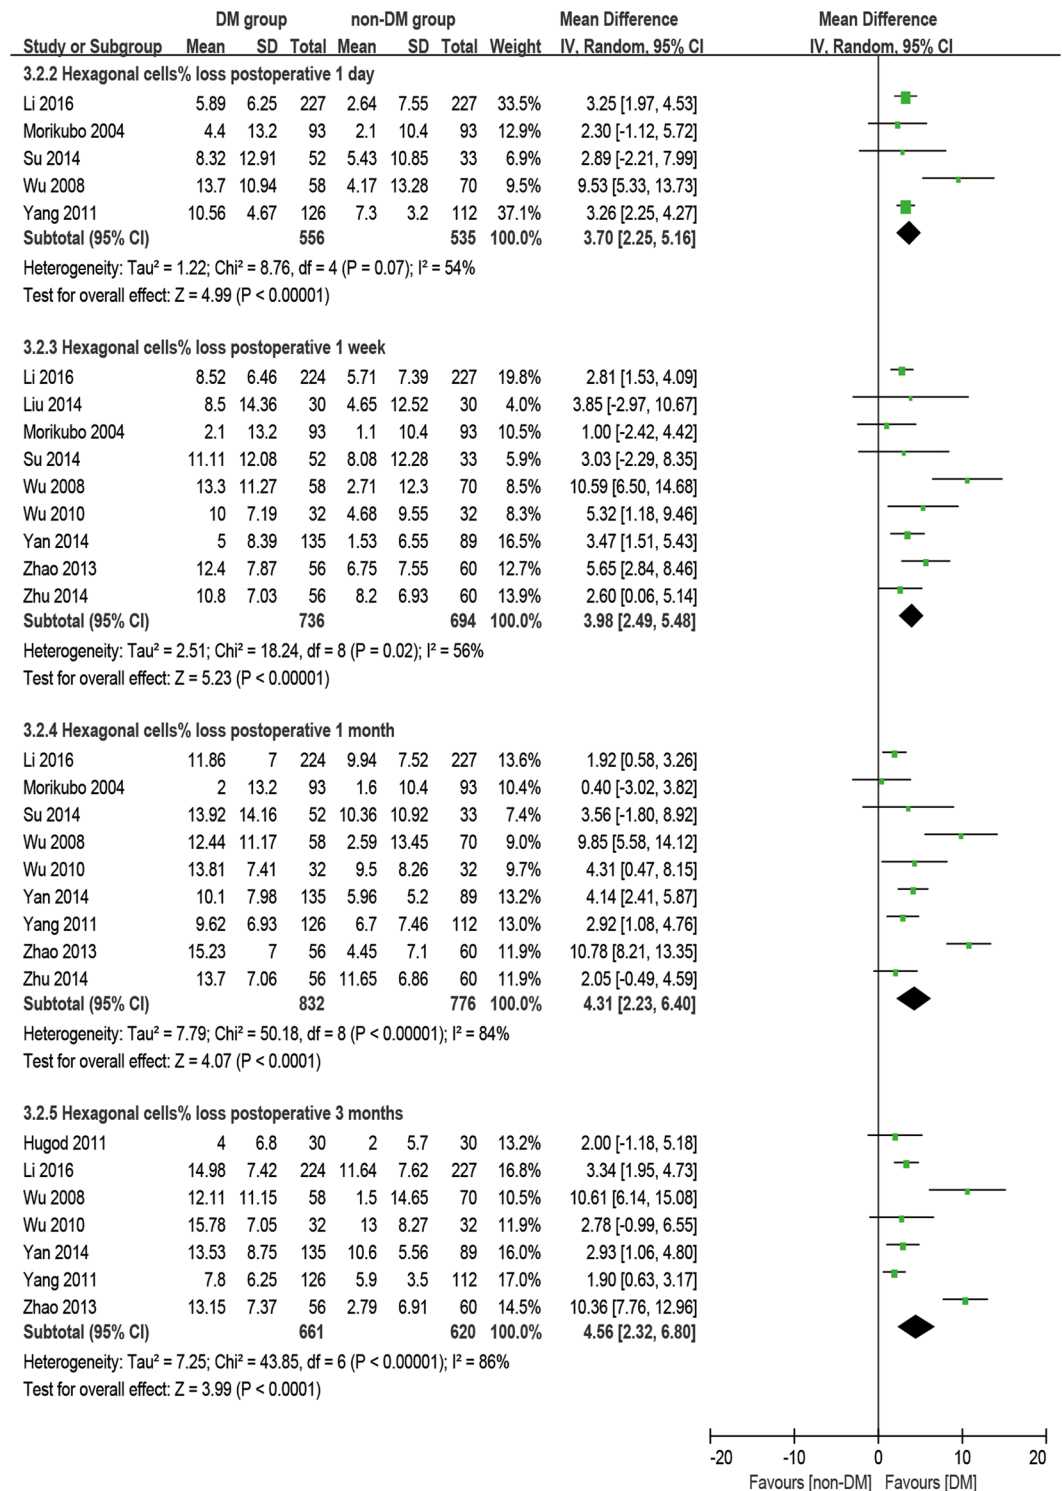 DM group non-DM group Mean Difference Mean Difference
Study or Subgroup Mean SD Total Mean SD Total Weight IV, Random, 95% CI IV, Random, 95% CI
3.2.2 Hexagonal cells% loss postoperative 1 day
Li 2016 5.89 6.25 227 2.64 7.55 227 33.5% 3.25 [1.97, 4.53]
Morikubo 2004 4.4 13.2 93 2.1 10.4 93 12.9% 2.30 [-1.12, 5.72]
Su 2014 8.32 12.91 52 5.43 10.85 33 6.9% 2.89 [-2.21, 7.99]
Wu 2008 13.7 10.94 58 4.17 13.28 70 9.5% 9.53 [5.33, 13.73]
Yang 2011 10.56 4.67 126 7.3 3.2 112 37.1% 3.26 [2.25, 4.27]
Subtotal (95% CI) 556 535 100.0% 3.70 [2.25, 5.16]
Heterogeneity: Tau² = 1.22; Chi² = 8.76, df = 4 (P = 0.07); I² = 54%
Test for overall effect: Z = 4.99 (P < 0.00001)
3.2.3 Hexagonal cells% loss postoperative 1 week
Li 2016 8.52 6.46 224 5.71 7.39 227 19.8% 2.81 [1.53, 4.09]
Liu 2014 8.5 14.36 30 4.65 12.52 30 4.0% 3.85 [-2.97, 10.67]
Morikubo 2004 2.1 13.2 93 1.1 10.4 93 10.5% 1.00 [-2.42, 4.42]
Su 2014 11.11 12.08 52 8.08 12.28 33 5.9% 3.03 [-2.29, 8.35]
Wu 2008 13.3 11.27 58 2.71 12.3 70 8.5% 10.59 [6.50, 14.68]
Wu 2010 10 7.19 32 4.68 9.55 32 8.3% 5.32 [1.18, 9.46]
Yan 2014 5 8.39 135 1.53 6.55 89 16.5% 3.47 [1.51, 5.43]
Zhao 2013 12.4 7.87 56 6.75 7.55 60 12.7% 5.65 [2.84, 8.46]
Zhu 2014 10.8 7.03 56 8.2 6.93 60 13.9% 2.60 [0.06, 5.14]
Subtotal (95% CI) 736 694 100.0% 3.98 [2.49, 5.48]
Heterogeneity: Tau² = 2.51; Chi² = 18.24, df = 8 (P = 0.02); I² = 56%
Test for overall effect: Z = 5.23 (P < 0.00001)
3.2.4 Hexagonal cells% loss postoperative 1 month
Li 2016 11.86 7 224 9.94 7.52 227 13.6% 1.92 [0.58, 3.26]
Morikubo 2004 2 13.2 93 1.6 10.4 93 10.4% 0.40 [-3.02, 3.82]
Su 2014 13.92 14.16 52 10.36 10.92 33 7.4% 3.56 [-1.80, 8.92]
Wu 2008 12.44 11.17 58 2.59 13.45 70 9.0% 9.85 [5.58, 14.12]
Wu 2010 13.81 7.41 32 9.5 8.26 32 9.7% 4.31 [0.47, 8.15]
Yan 2014 10.1 7.98 135 5.96 5.2 89 13.2% 4.14 [2.41, 5.87]
Yang 2011 9.62 6.93 126 6.7 7.46 112 13.0% 2.92 [1.08, 4.76]
Zhao 2013 15.23 7 56 4.45 7.1 60 11.9% 10.78 [8.21, 13.35]
Zhu 2014 13.7 7.06 56 11.65 6.86 60 11.9% 2.05 [-0.49, 4.59]
Subtotal (95% CI) 832 776 100.0% 4.31 [2.23, 6.40]
Heterogeneity: Tau² = 7.79; Chi² = 50.18, df = 8 (P < 0.00001); I² = 84%
Test for overall effect: Z = 4.07 (P < 0.0001)
3.2.5 Hexagonal cells% loss postoperative 3 months
Hugod 2011 4 6.8 30 2 5.7 30 13.2% 2.00 [-1.18, 5.18]
Li 2016 14.98 7.42 224 11.64 7.62 227 16.8% 3.34 [1.95, 4.73]
Wu 2008 12.11 11.15 58 1.5 14.65 70 10.5% 10.61 [6.14, 15.08]
Wu 2010 15.78 7.05 32 13 8.27 32 11.9% 2.78 [-0.99, 6.55]
Yan 2014 13.53 8.75 135 10.6 5.56 89 16.0% 2.93 [1.06, 4.80]
Yang 2011 7.8 6.25 126 5.9 3.5 112 17.0% 1.90 [0.63, 3.17]
Zhao 2013 13.15 7.37 56 2.79 6.91 60 14.5% 10.36 [7.76, 12.96]
Subtotal (95% CI) 661 620 100.0% 4.56 [2.32, 6.80]
Heterogeneity: Tau² = 7.25; Chi² = 43.85, df = 6 (P < 0.00001); I² = 86%
Test for overall effect: Z = 3.99 (P < 0.0001)
-20 -10 0 10 20
Favours [non-DM] Favours [DM]